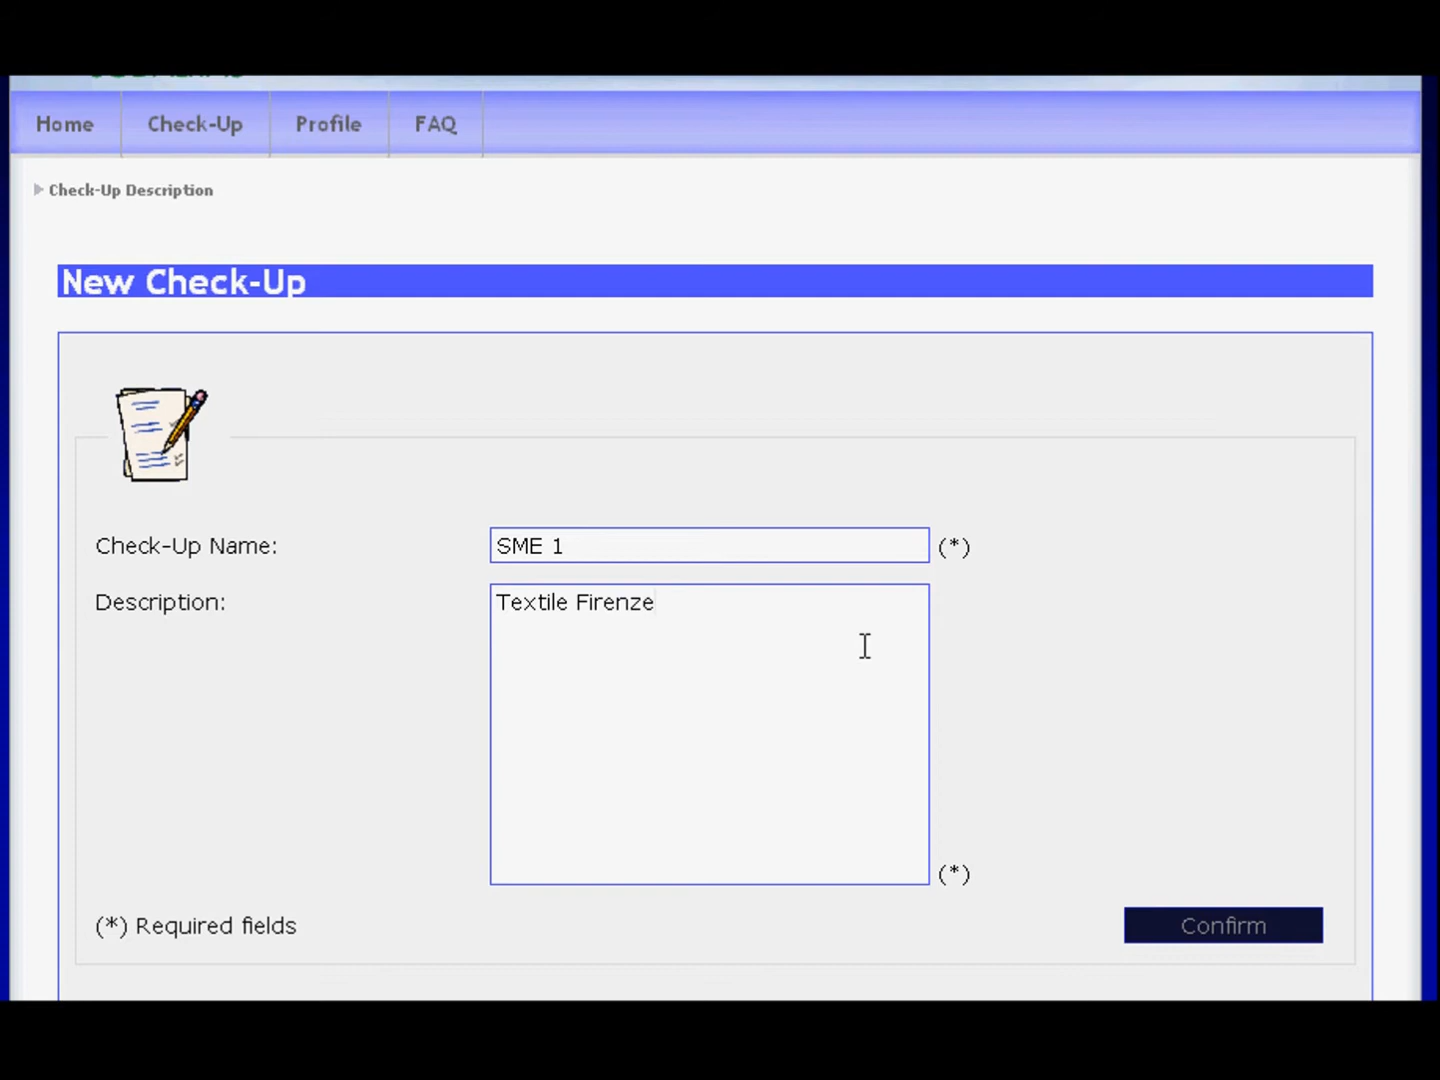 Home Check-Up Profile FAQ
Check-Up Description
New Check-Up
Check-Up Name: SME 1 (*)
Description: Textile Firenze
(*)
(*) Required fields Confirm